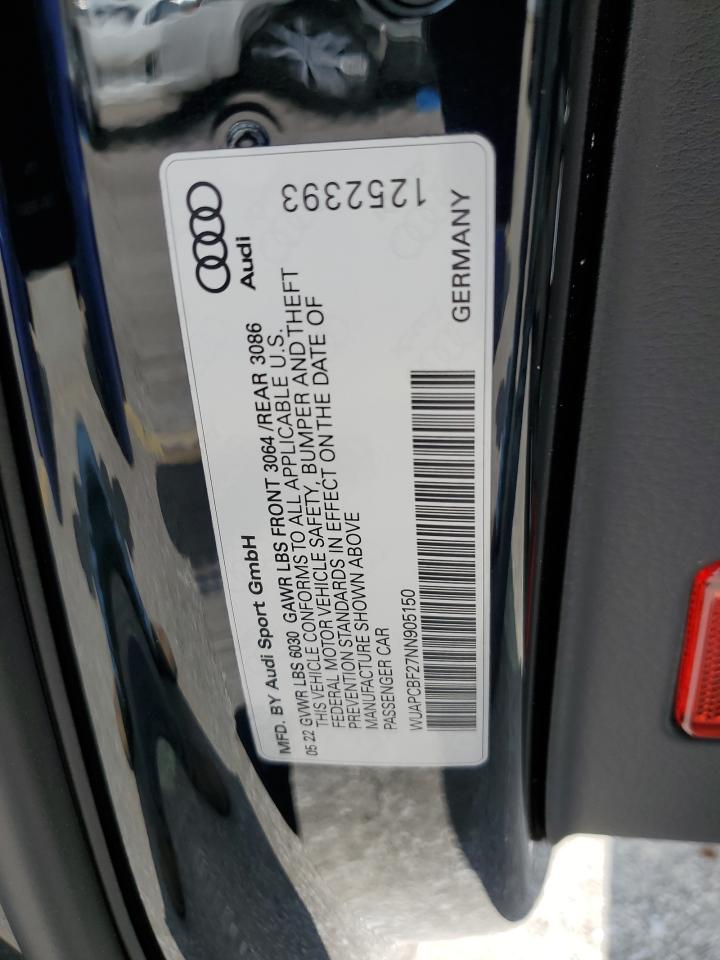 MFD. BY Audi Sport GmbH
Audi
05 22 GVWR LBS 6030 GAWR LBS FRONT 3064 /REAR 3086
THIS VEHICLE CONFORMS TO ALL APPLICABLE U.S.
FEDERAL MOTOR VEHICLE SAFETY, BUMPER AND THEFT
PREVENTION STANDARDS IN EFFECT ON THE DATE OF
MANUFACTURE SHOWN ABOVE
PASSENGER CAR
1252393
WUAPCBF27NN905150
GERMANY